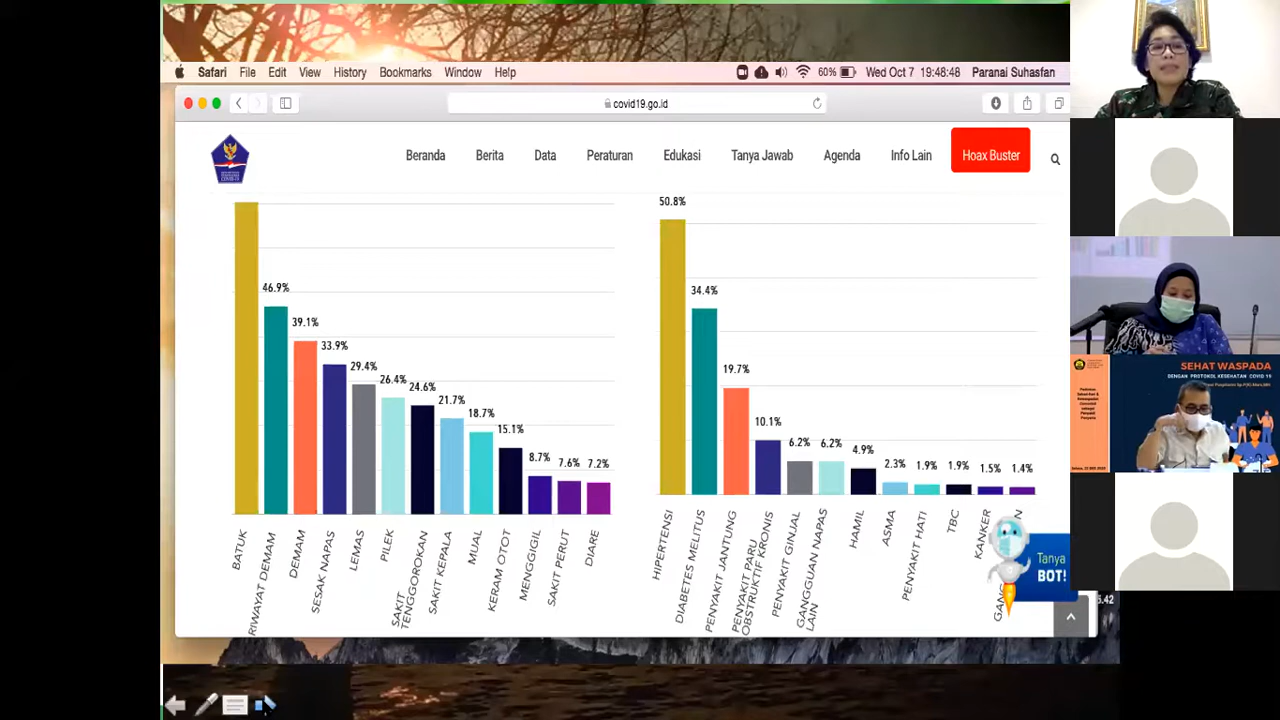 Safari File Edit View History Bookmarks Window Help
60% Wed Oct 7 19:48:48 Paranai Suhasfan
covid19.go.id
Beranda Berita Data Peraturan Edukasi Tanya Jawab Agenda Info Lain Hoax Buster
46.9%
39.1%
33.9%
29.4%
26.4%
24.6%
21.7%
18.7%
15.1%
8.7%
7.6%
7.2%
BATUK
RIWAYAT DEMAM
DEMAM
SESAK NAPAS
LEMAS
PILEK
SAKIT
TENGGOROKAN
SAKIT KEPALA
MUAL
KERAM OTOT
MENGGIGIL
SAKIT PERUT
DIARE
50.8%
34.4%
19.7%
10.1%
6.2%
6.2%
4.9%
2.3%
1.9%
1.9%
1.5%
1.4%
HIPERTENSI
DIABETES MELITUS
PENYAKIT JANTUNG
PENYAKIT PARU
OBSTRUKTIF KRONIS
PENYAKIT GINJAL
GANGGUAN NAPAS
LAIN
HAMIL
ASMA
PENYAKIT HATI
TBC
KANKER
Tanya
BOT!
SEHAT WASPADA
DENGAN PROTOKOL KESEHATAN COVID 19